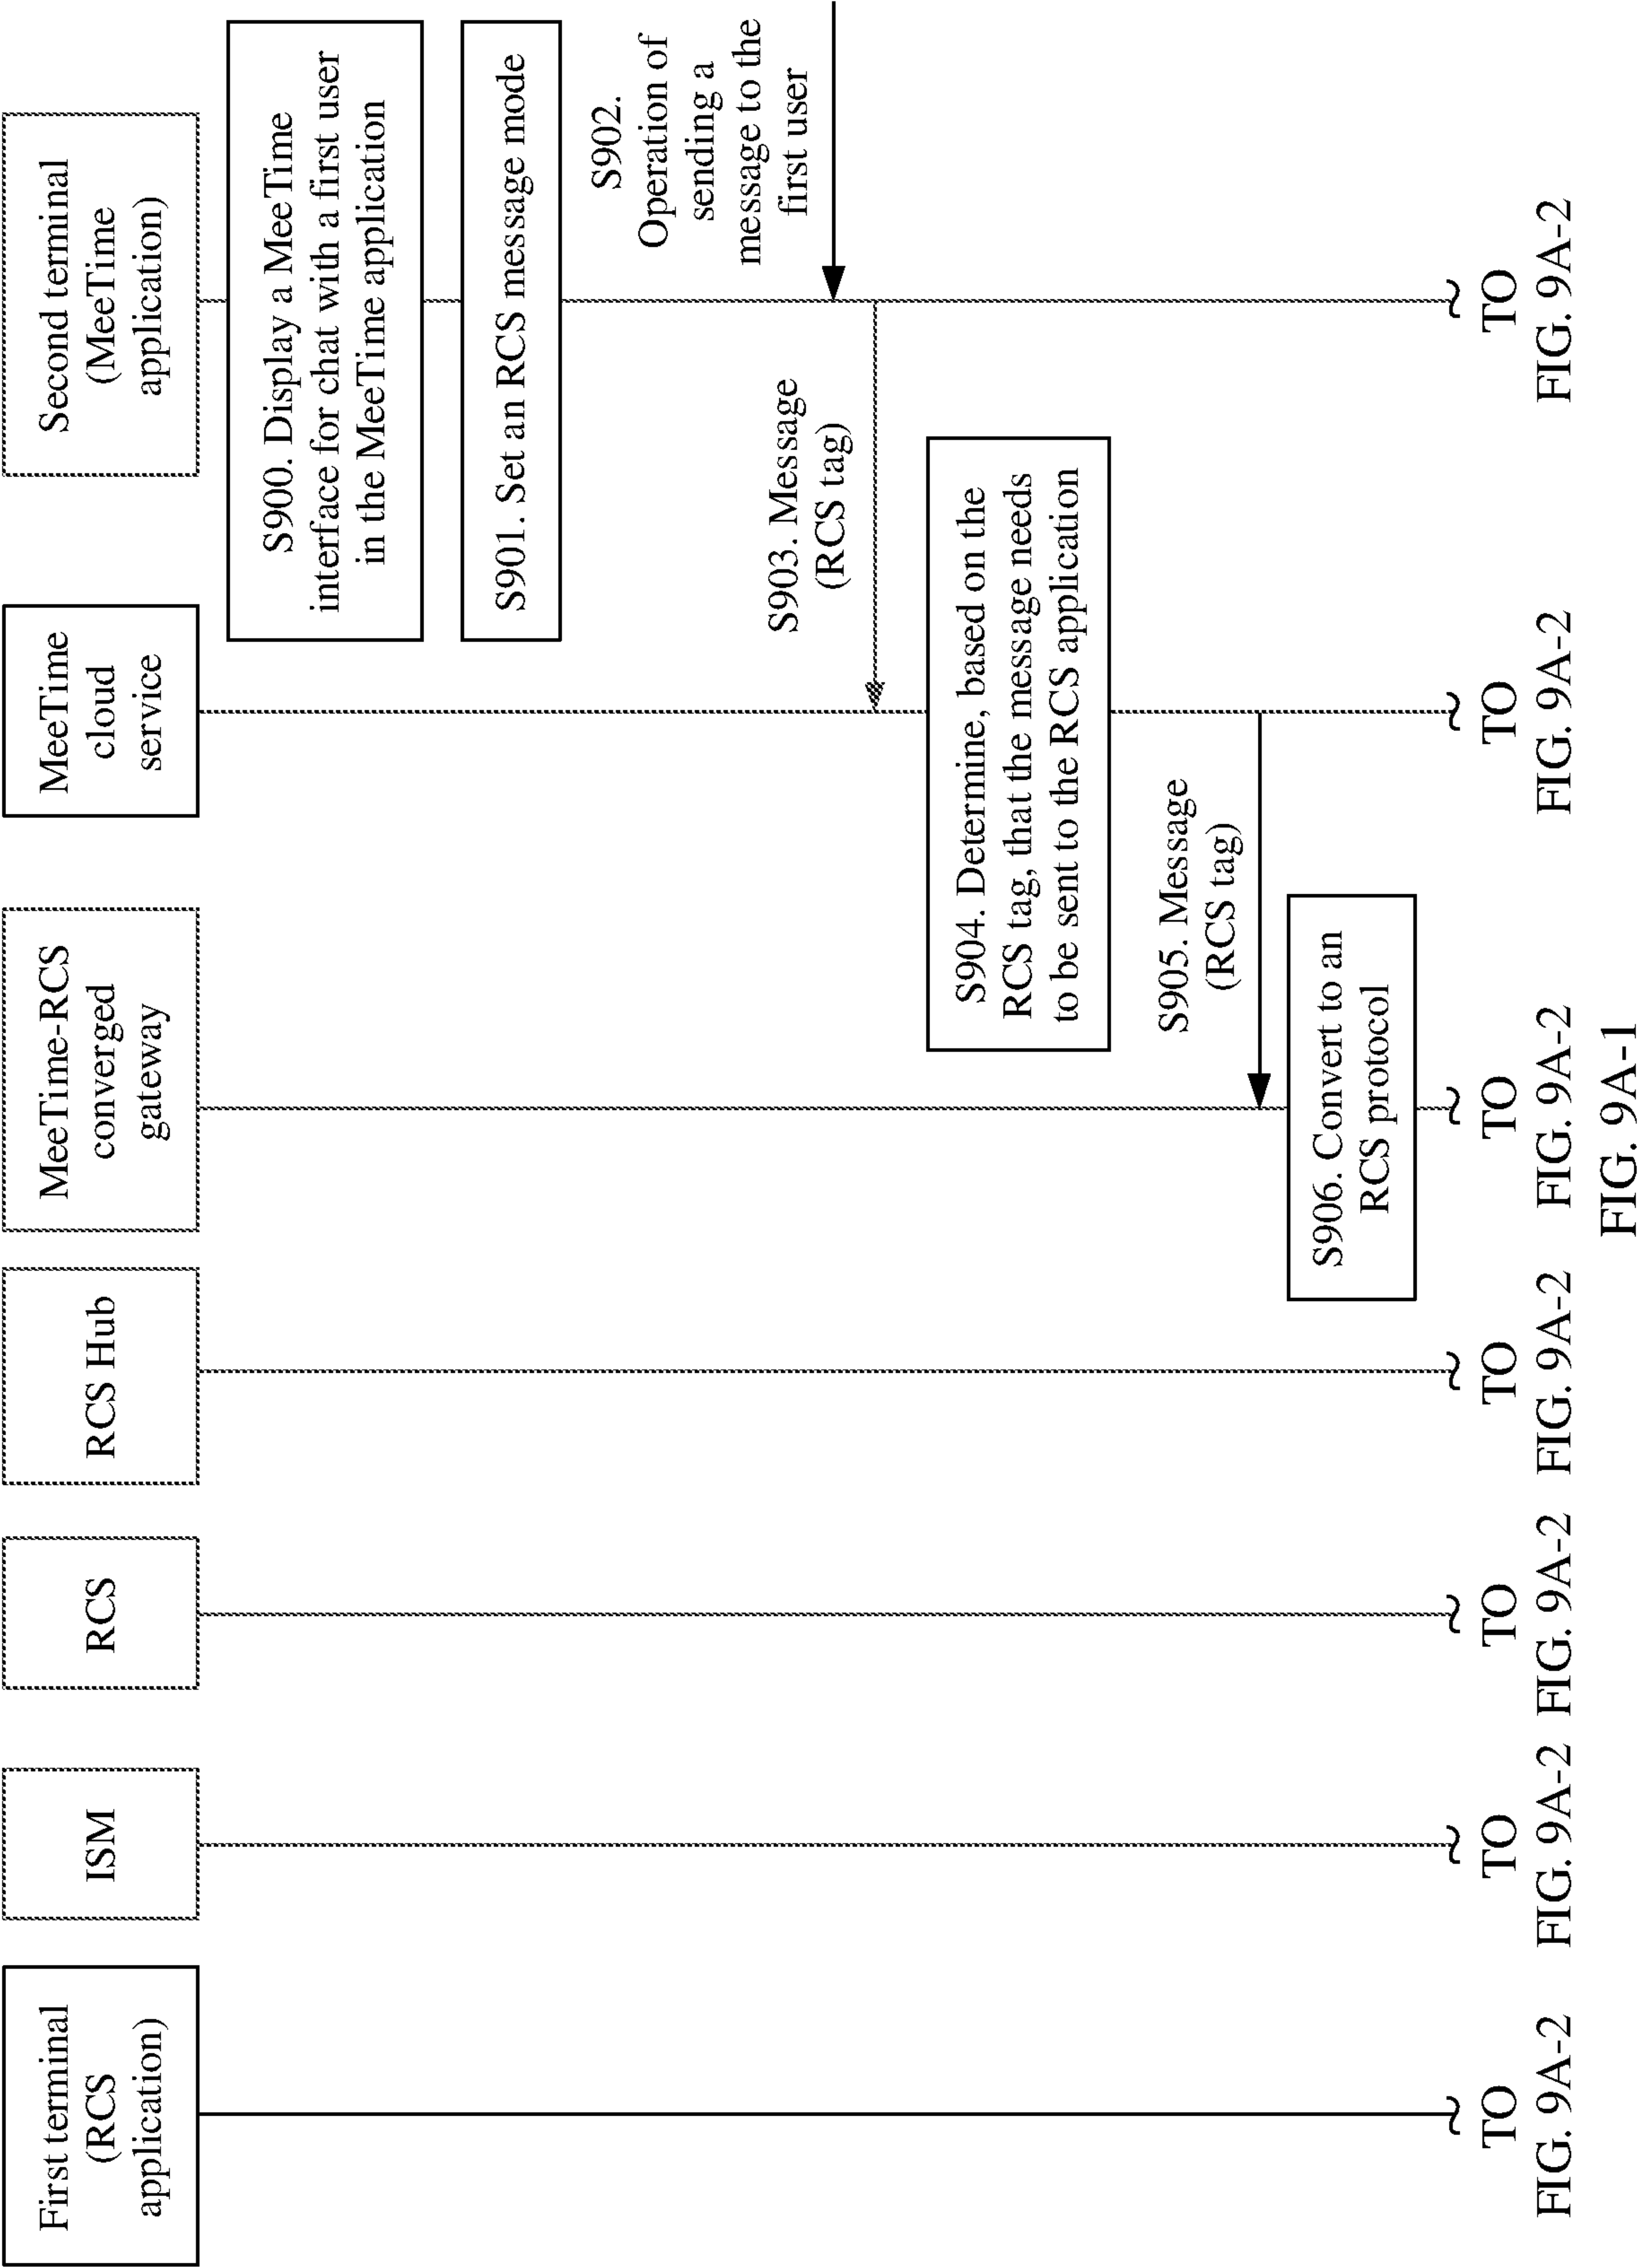 First terminal
(RCS
application)
ISM
RCS
RCS Hub
MeeTime-RCS
converged
gateway
MeeTime
cloud
service
Second terminal
(MeeTime
application)
S900. Display a MeeTime
interface for chat with a first user
in the MeeTime application
S901. Set an RCS message mode
S902.
Operation of
sending a
message to the
first user
S903. Message
(RCS tag)
S904. Determine, based on the
RCS tag, that the message needs
to be sent to the RCS application
S905. Message
(RCS tag)
S906. Convert to an
RCS protocol
TO
FIG. 9A-2
TO
FIG. 9A-2
TO
FIG. 9A-2
TO
FIG. 9A-2
TO
FIG. 9A-2
TO
FIG. 9A-2
TO
FIG. 9A-2
FIG. 9A-1